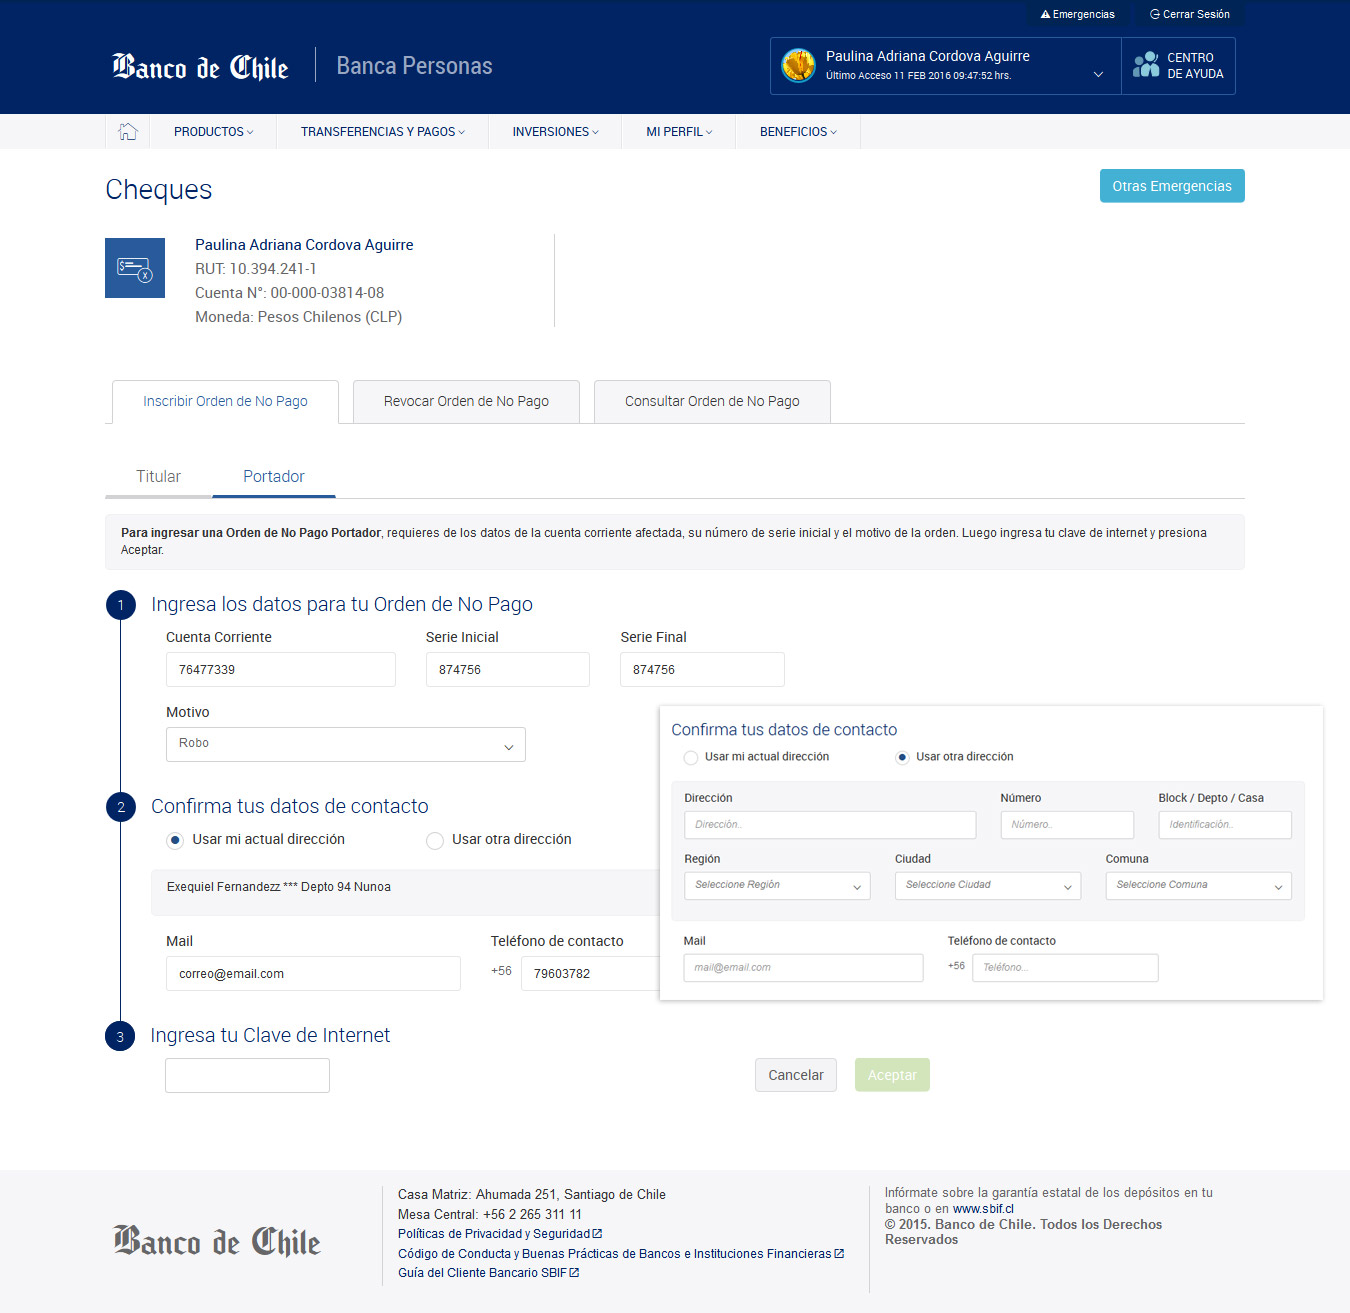 Emergencias
Cerrar Sesión
Banco de Chile
Banca Personas
Paulina Adriana Cordova Aguirre
Último Acceso 11 FEB 2016 09:47:52 hrs.
CENTRO
DE AYUDA
PRODUCTOS
TRANSFERENCIAS Y PAGOS
INVERSIONES
MI PERFIL
BENEFICIOS
Cheques
Otras Emergencias
Paulina Adriana Cordova Aguirre
RUT: 10.394.241-1
Cuenta N°: 00-000-03814-08
Moneda: Pesos Chilenos (CLP)
Inscribir Orden de No Pago
Revocar Orden de No Pago
Consultar Orden de No Pago
Titular
Portador
Para ingresar una Orden de No Pago Portador, requieres de los datos de la cuenta corriente afectada, su número de serie inicial y el motivo de la orden. Luego ingresa tu clave de internet y presiona
Aceptar.
1
Ingresa los datos para tu Orden de No Pago
Cuenta Corriente
Serie Inicial
Serie Final
76477339
874756
874756
Motivo
Robo
2
Confirma tus datos de contacto
Usar mi actual dirección
Usar otra dirección
Exequiel Fernandezz *** Depto 94 Nunoa
Mail
Teléfono de contacto
correo@email.com
+56
79603782
Confirma tus datos de contacto
Usar mi actual dirección
Usar otra dirección
Dirección
Número
Block / Depto / Casa
Dirección..
Número..
Identificación..
Región
Ciudad
Comuna
Seleccione Región
Seleccione Ciudad
Seleccione Comuna
Mail
Teléfono de contacto
mail@email.com
+56
Teléfono...
3
Ingresa tu Clave de Internet
Cancelar
Aceptar
Banco de Chile
Casa Matriz: Ahumada 251, Santiago de Chile
Mesa Central: +56 2 265 311 11
Políticas de Privacidad y Seguridad
Código de Conducta y Buenas Prácticas de Bancos e Instituciones Financieras
Guía del Cliente Bancario SBIF
Infórmate sobre la garantía estatal de los depósitos en tu
banco o en www.sbif.cl
© 2015. Banco de Chile. Todos los Derechos
Reservados